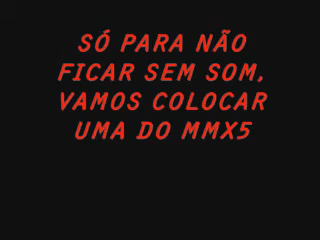 SÓ PARA NÃO
FICAR SEM SOM,
VAMOS COLOCAR
UMA DO MMX5